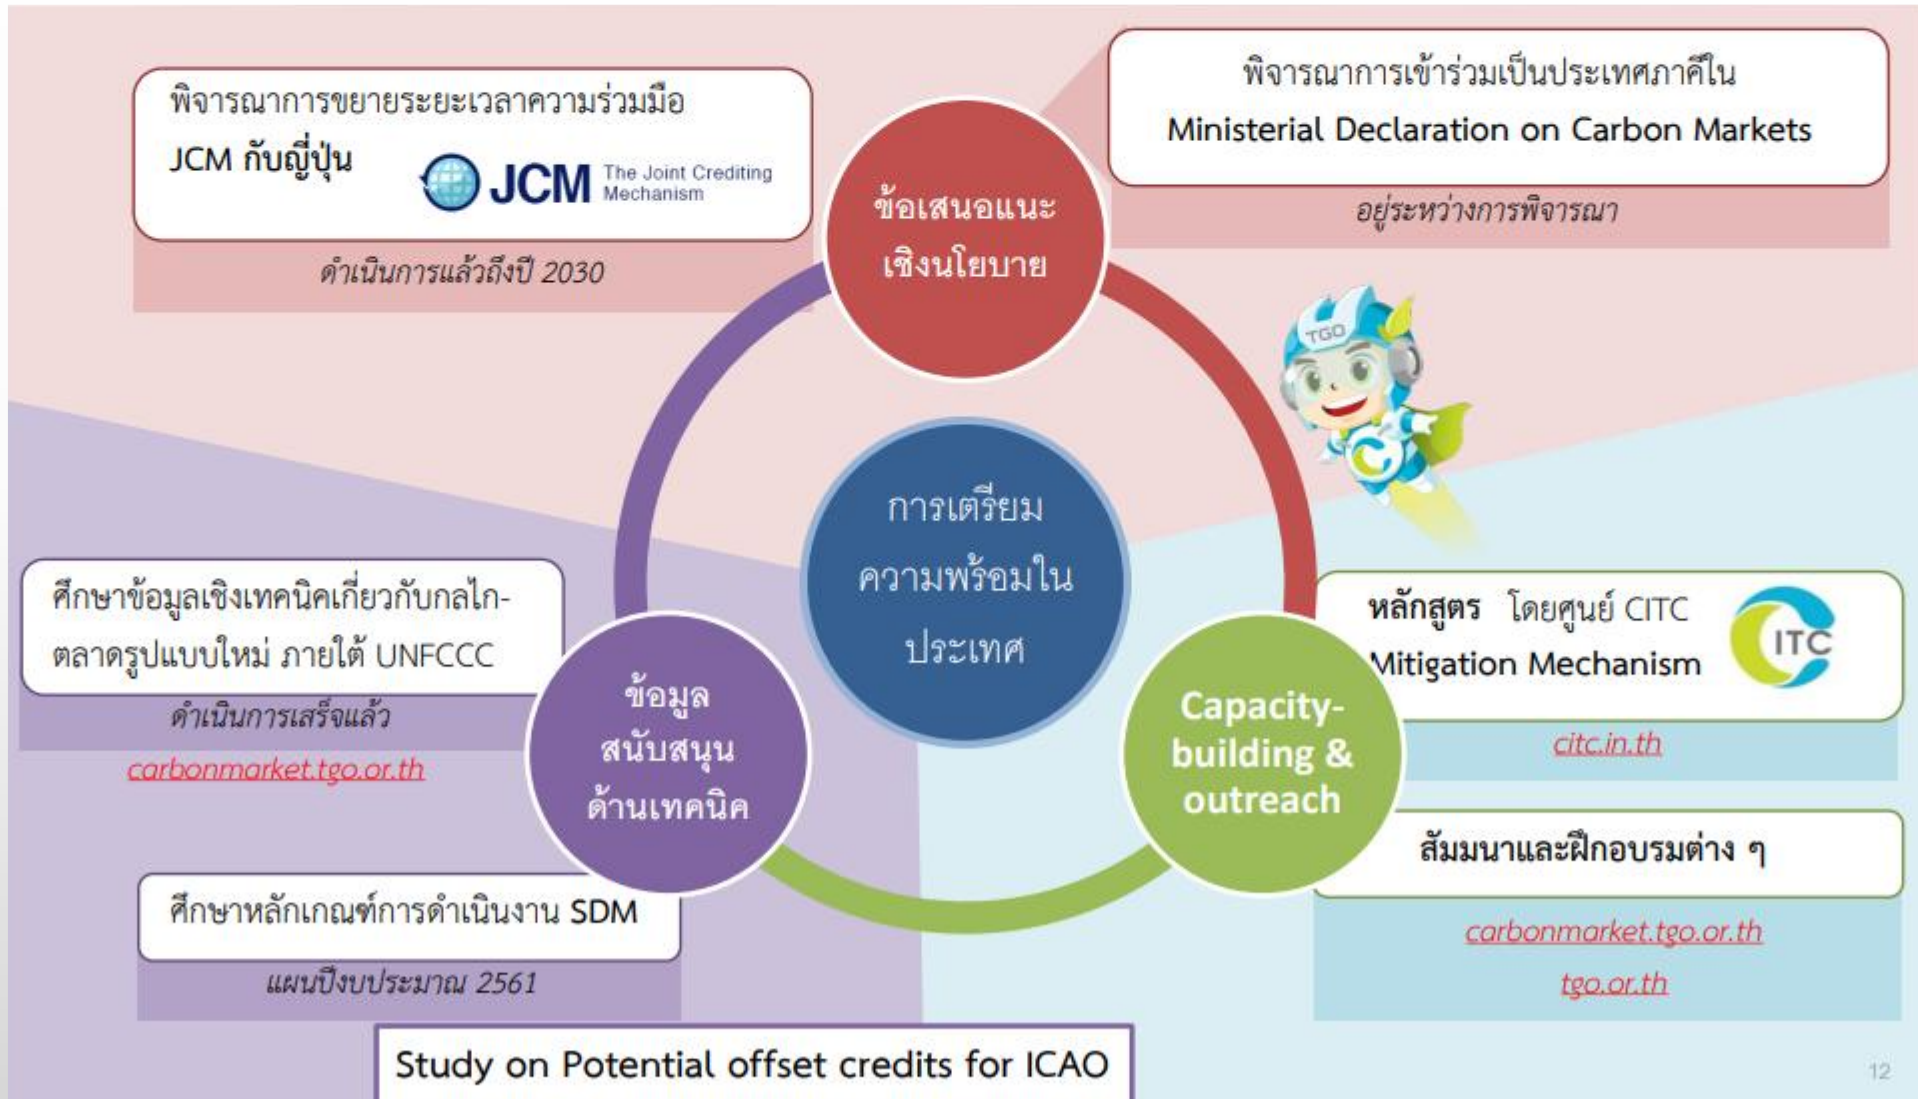 พิจารณาการขยายระยะเวลาความร่วมมือ
JCM กับญี่ปุ่น
JCM The Joint Crediting
Mechanism
ดำเนินการแล้วถึงปี 2030
พิจารณาการเข้าร่วมเป็นประเทศภาคีใน
Ministerial Declaration on Carbon Markets
อยู่ระหว่างการพิจารณา
ข้อเสนอแนะ
เชิงนโยบาย
TGO
C
การเตรียม
ความพร้อมใน
ประเทศ
ศึกษาข้อมูลเชิงเทคนิคเกี่ยวกับกลไก-
ตลาดรูปแบบใหม่ ภายใต้ UNFCCC
ดำเนินการเสร็จแล้ว
carbonmarket.tgo.or.th
ข้อมูล
สนับสนุน
ด้านเทคนิค
ศึกษาหลักเกณฑ์การดำเนินงาน SDM
แผนปีงบประมาณ 2561
Study on Potential offset credits for ICAO
Capacity-
building &
outreach
หลักสูตร โดยศูนย์ CITC
Mitigation Mechanism
CITC
citc.in.th
สัมมนาและฝึกอบรมต่าง ๆ
carbonmarket.tgo.or.th
tgo.or.th
12